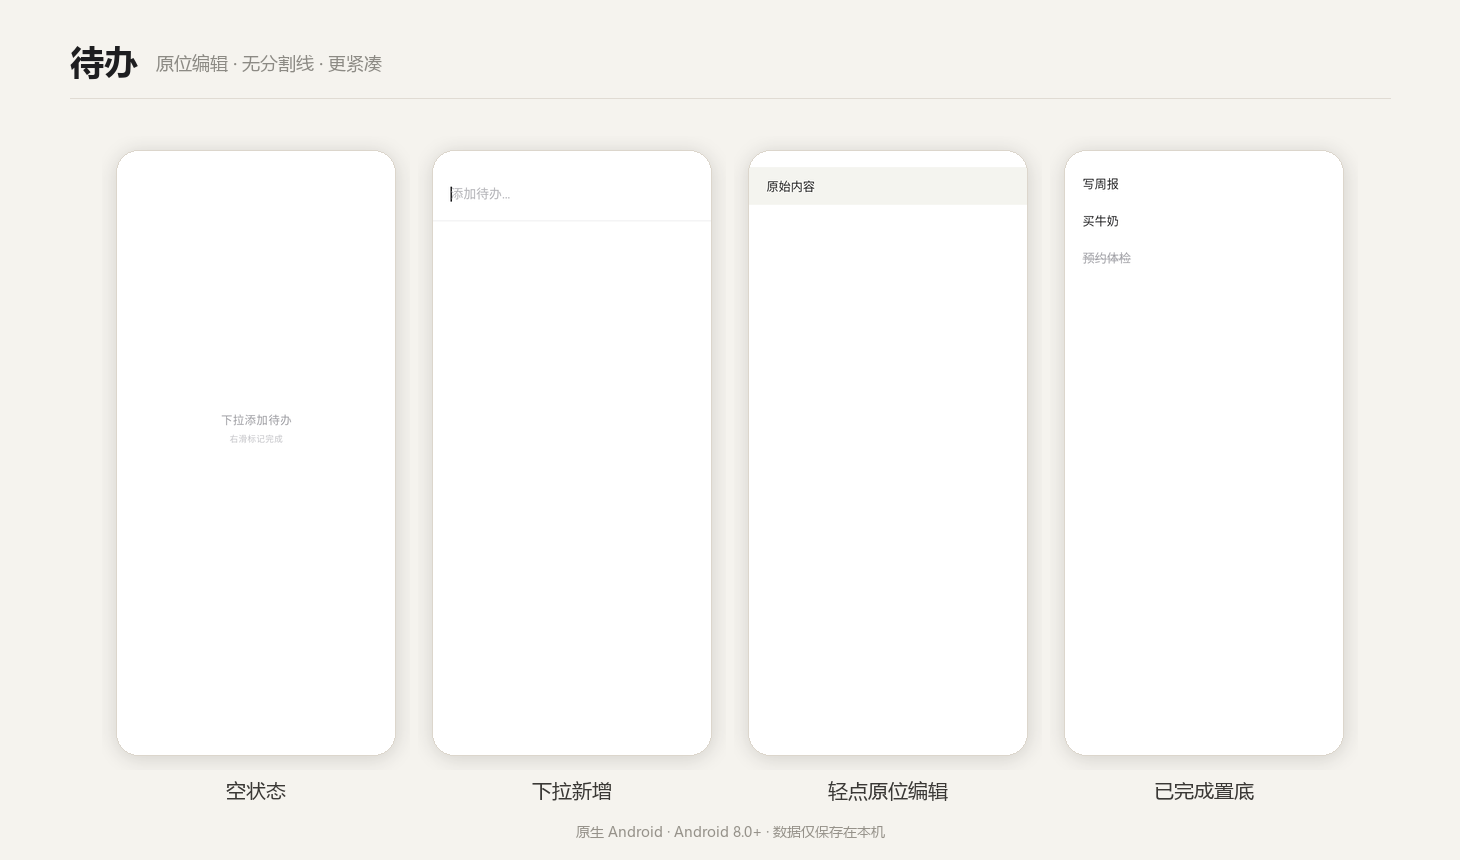 待办
原位编辑 · 无分割线 · 更紧凑
下拉添加待办
右滑标记完成
空状态
添加待办...
下拉新增
原始内容
轻点原位编辑
写周报
买牛奶
预约体检
已完成置底
原生 Android · Android 8.0+ · 数据仅保存在本机